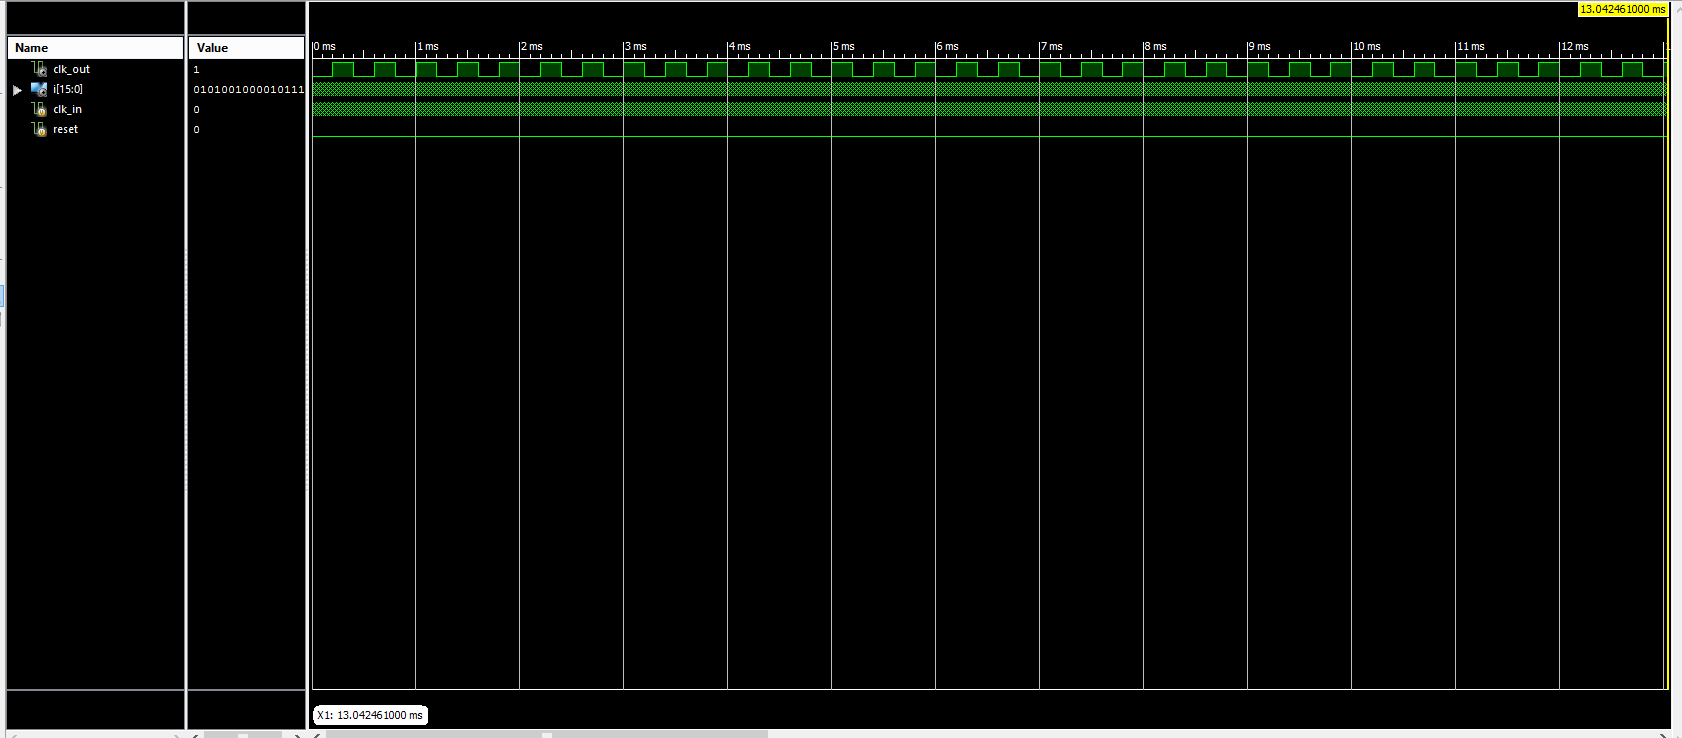 13.042461000 ms
Name Value
0 ms 1 ms 2 ms 3 ms 4 ms 5 ms 6 ms 7 ms 8 ms 9 ms 10 ms 11 ms 12 ms
clk_out 1
i[15:0] 0101001000010111
clk_in 0
reset 0
X1: 13.042461000 ms